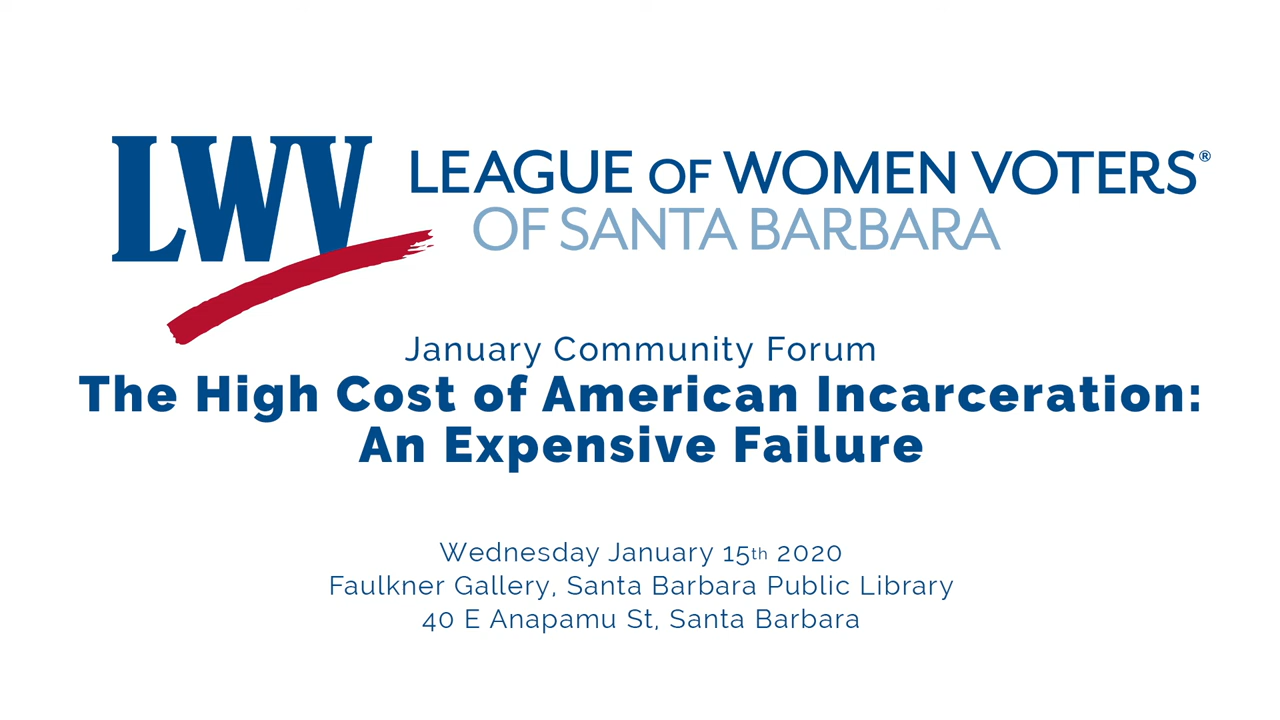 LWV
LEAGUE OF WOMEN VOTERS®
OF SANTA BARBARA
January Community Forum
The High Cost of American Incarceration:
An Expensive Failure
Wednesday January 15th 2020
Faulkner Gallery, Santa Barbara Public Library
40 E Anapamu St, Santa Barbara